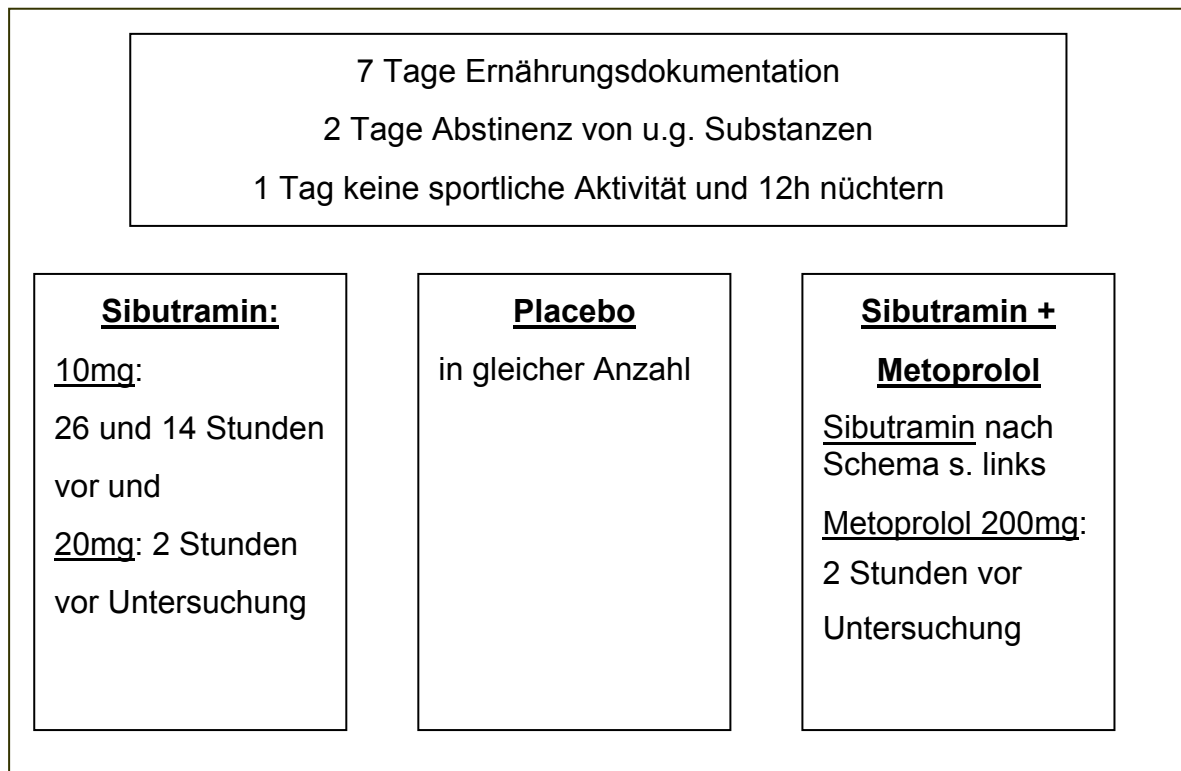 7 Tage Ernährungsdokumentation
2 Tage Abstinenz von u.g. Substanzen
1 Tag keine sportliche Aktivität und 12h nüchtern
Sibutramin:
10mg:
26 und 14 Stunden
vor und
20mg: 2 Stunden
vor Untersuchung
Placebo
in gleicher Anzahl
Sibutramin +
Metoprolol
Sibutramin nach
Schema s. links
Metoprolol 200mg:
2 Stunden vor
Untersuchung